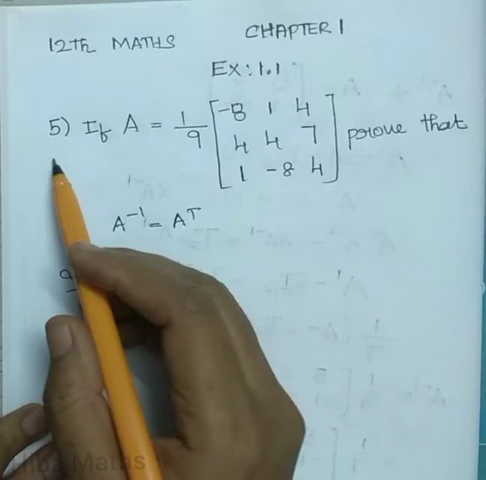 12th MATHS CHAPTER 1
EX: 1.1
5) If A = 1/9 [-8 1 4
4 4 7
1 -8 4] prove that
A⁻¹ = Aᵀ
Maths